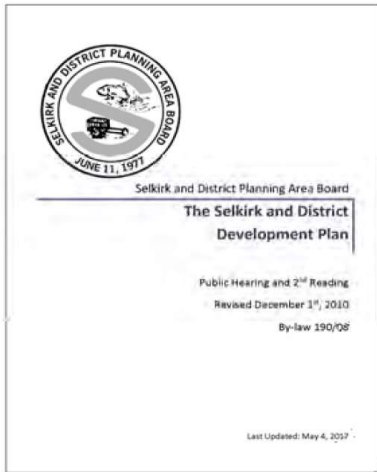 SELKIRK AND DISTRICT PLANNING AREA BOARD
S
JUNE 11, 1977
Selkirk and District Planning Area Board
The Selkirk and District
Development Plan
Public Hearing and 2nd Reading
Revised December 1st, 2010
By-law 190/08
Last Updated: May 4, 2017